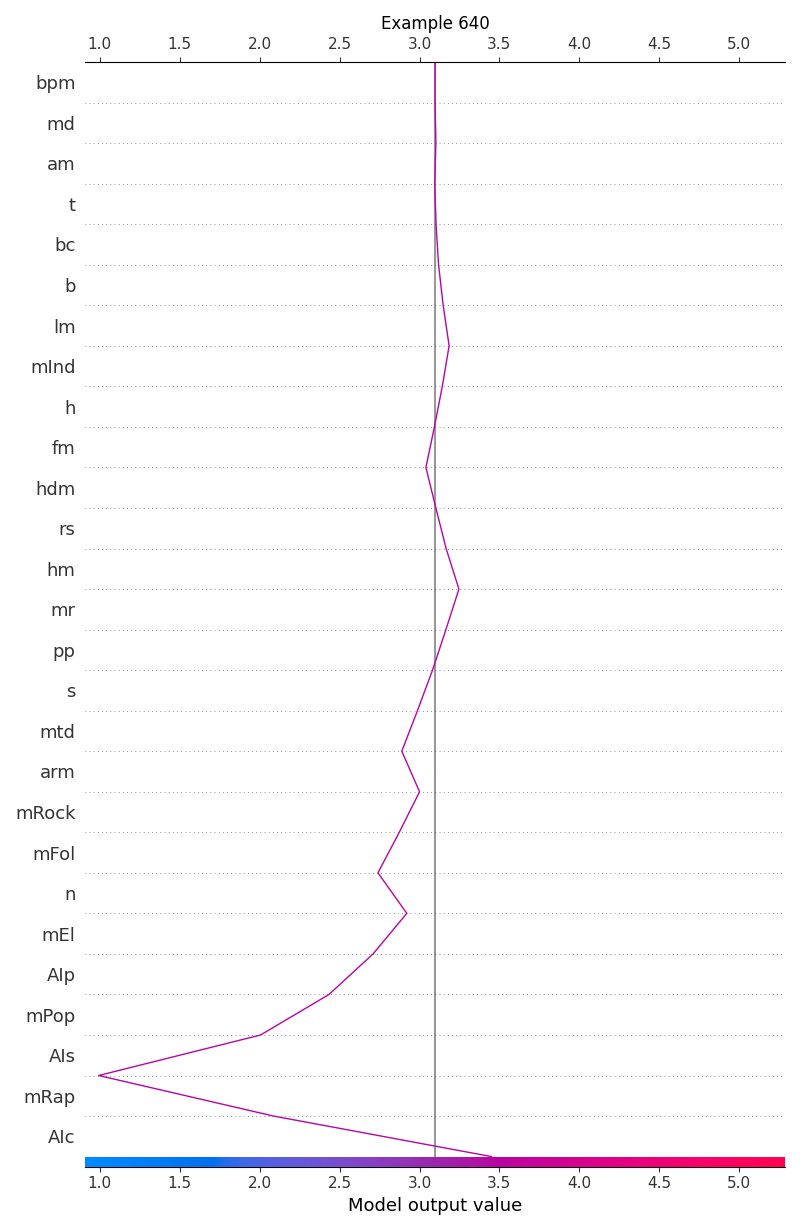 Example 640
1.0 1.5 2.0 2.5 3.0 3.5 4.0 4.5 5.0
bpm
md
am
t
bc
b
lm
mInd
h
fm
hdm
rs
hm
mr
pp
s
mtd
arm
mRock
mFol
n
mEl
AIp
mPop
AIs
mRap
AIc
1.0 1.5 2.0 2.5 3.0 3.5 4.0 4.5 5.0
Model output value